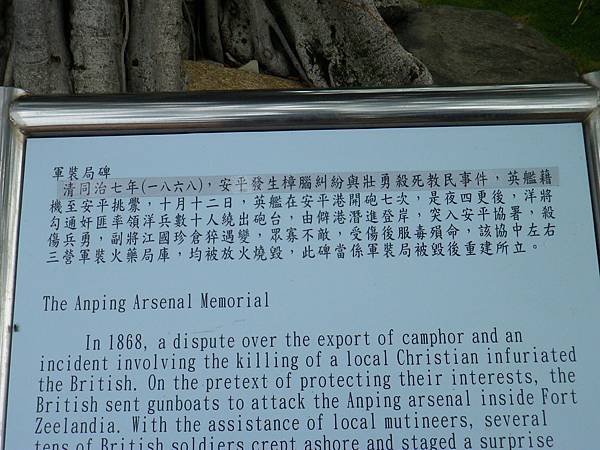 軍裝局碑
清同治七年(一八六八)，安平發生樟腦糾紛與壯勇殺死教民事件，英艦藉
機至安平挑釁，十月十二日，英艦在安平港開砲七次，是夜四更後，洋將
勾通奸匪率領洋兵數十人繞出砲台，由僻港潛進登岸，突入安平協署，殺
傷兵勇，副將江國珍倉猝遇變，眾寡不敵，受傷後服毒殞命，該協中左右
三營軍裝火藥局庫，均被放火燒毀，此碑當係軍裝局被毀後重建所立。
The Anping Arsenal Memorial
In 1868, a dispute over the export of camphor and an
incident involving the killing of a local Christian infuriated
the British. On the pretext of protecting their interests, the
British sent gunboats to attack the Anping arsenal inside Fort
Zeelandia. With the assistance of local mutineers, several
tens of British soldiers crept ashore and staged a surprise